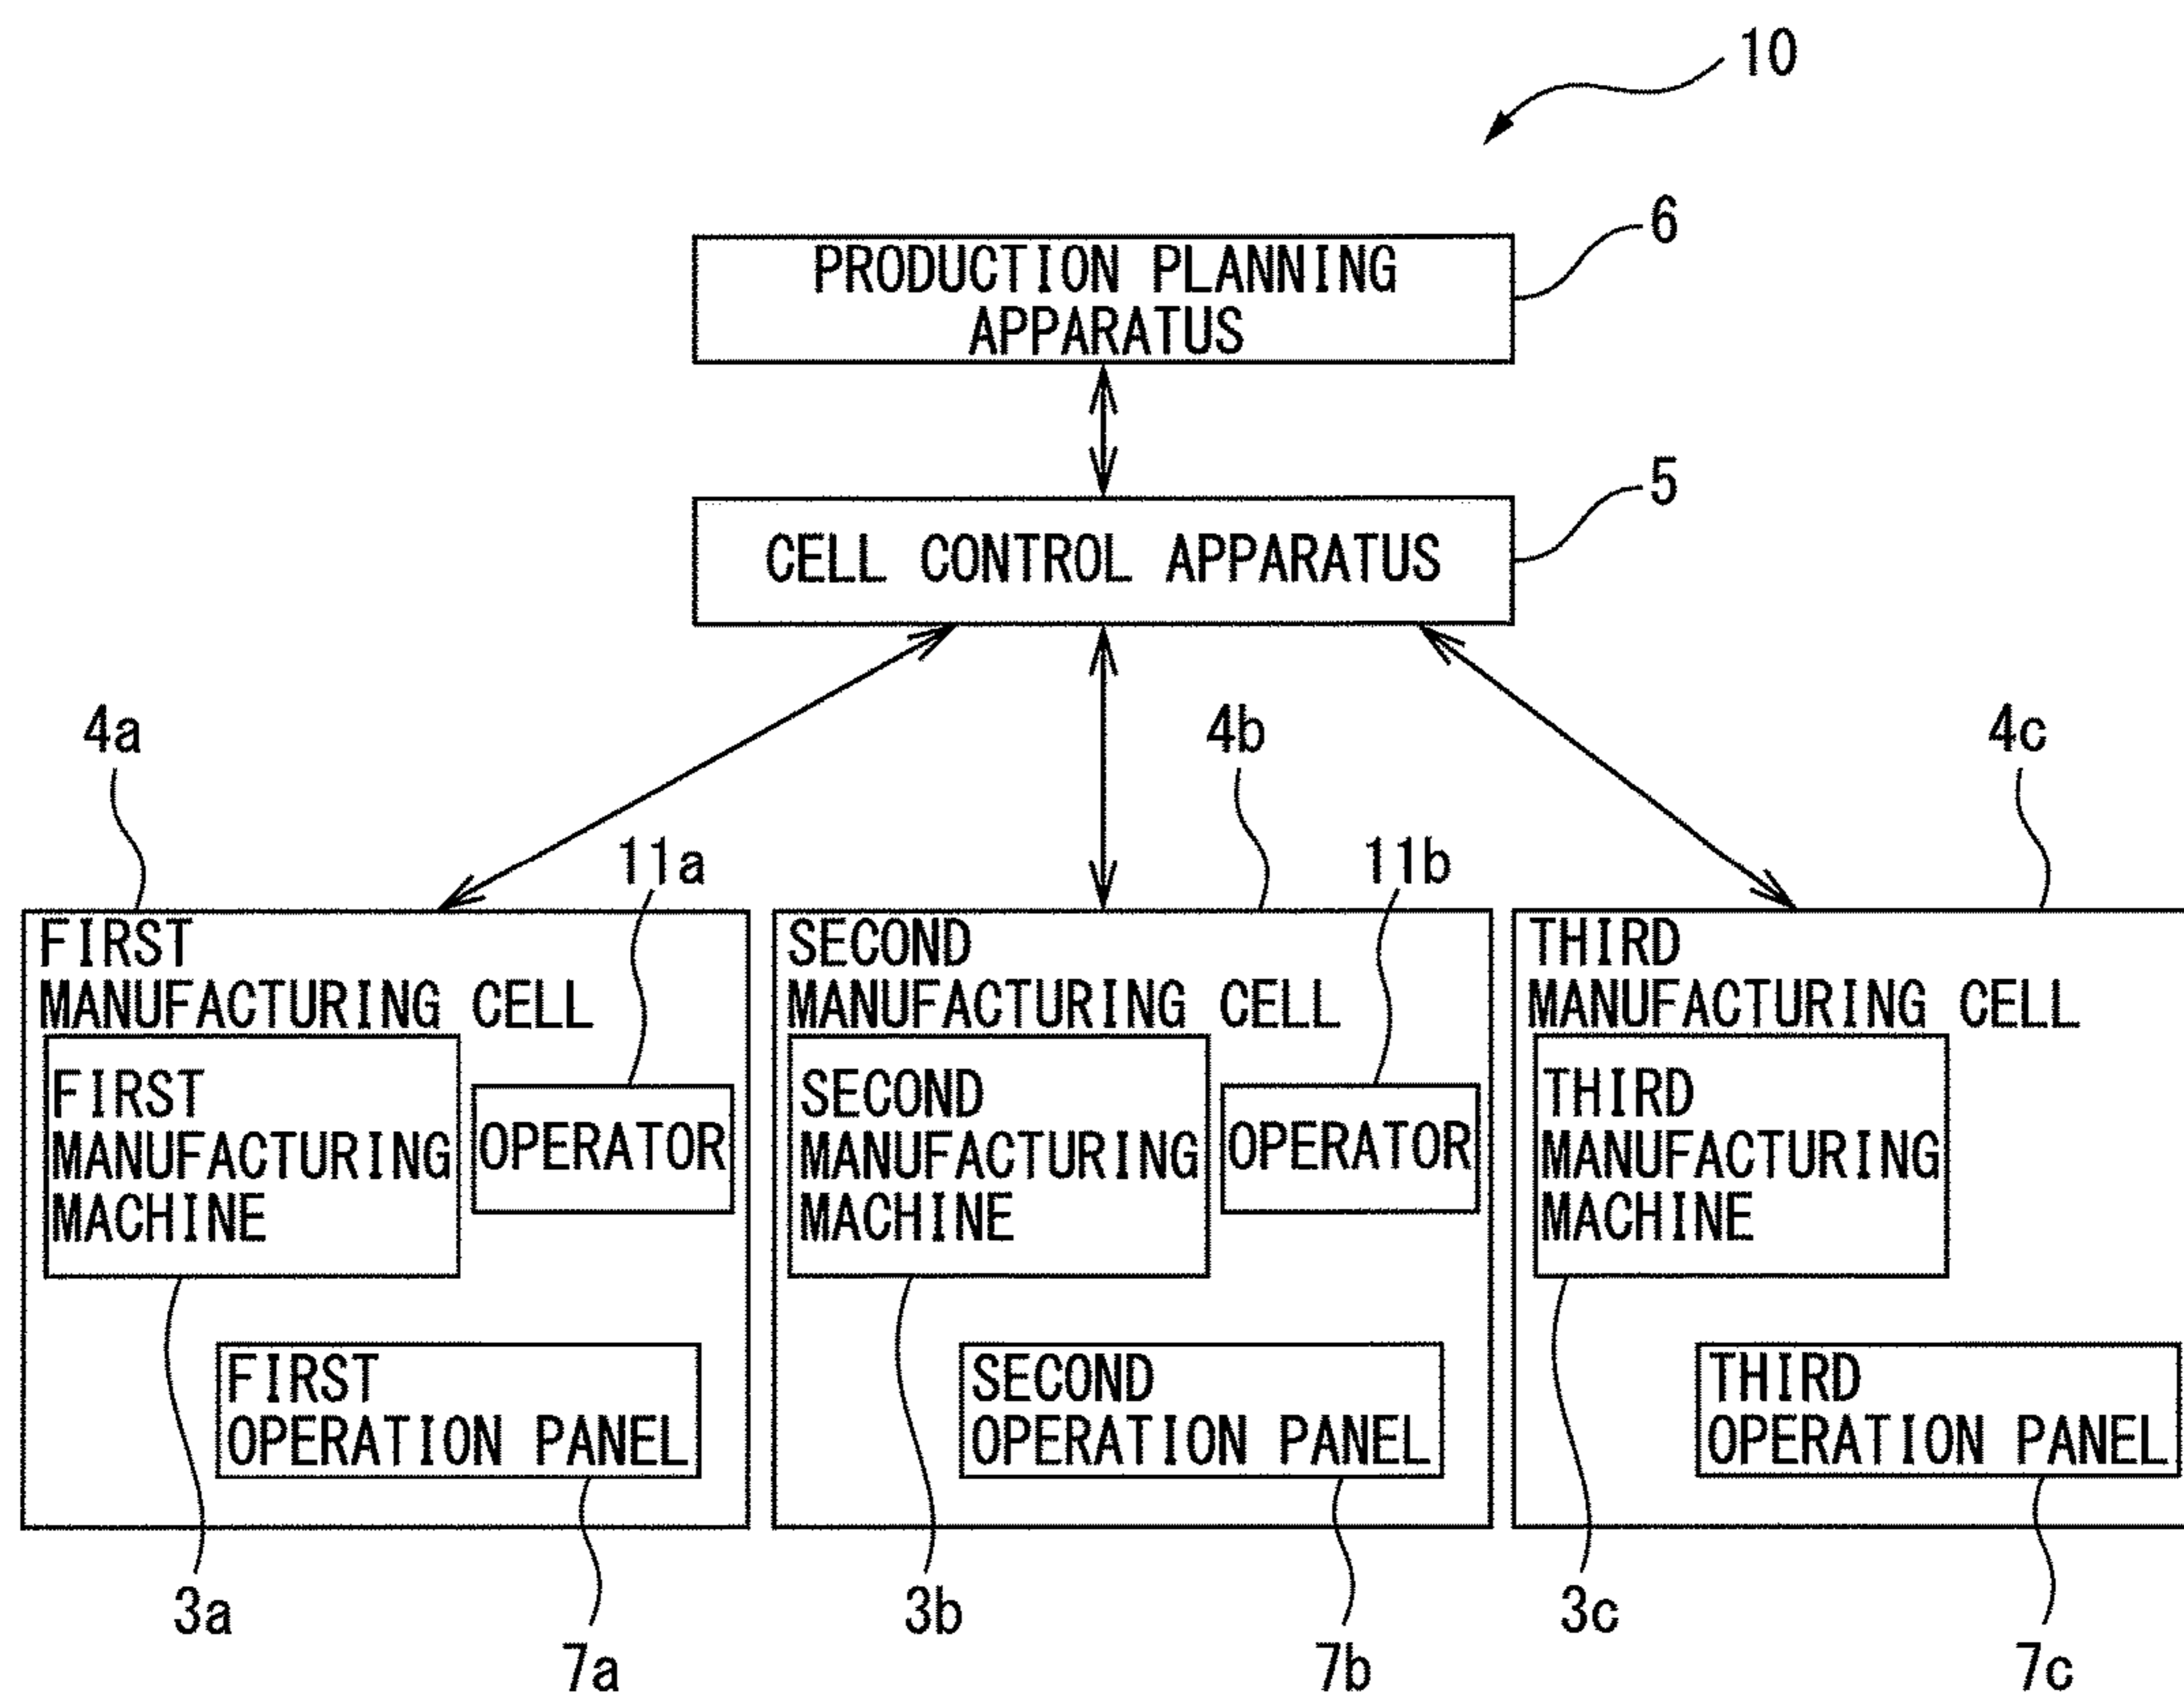 10
6
PRODUCTION PLANNING
APPARATUS
5
CELL CONTROL APPARATUS
4a
4b
4c
11a
11b
FIRST
MANUFACTURING CELL
FIRST
MANUFACTURING
MACHINE
OPERATOR
FIRST
OPERATION PANEL
3a
7a
SECOND
MANUFACTURING CELL
SECOND
MANUFACTURING
MACHINE
OPERATOR
SECOND
OPERATION PANEL
3b
7b
THIRD
MANUFACTURING CELL
THIRD
MANUFACTURING
MACHINE
THIRD
OPERATION PANEL
3c
7c